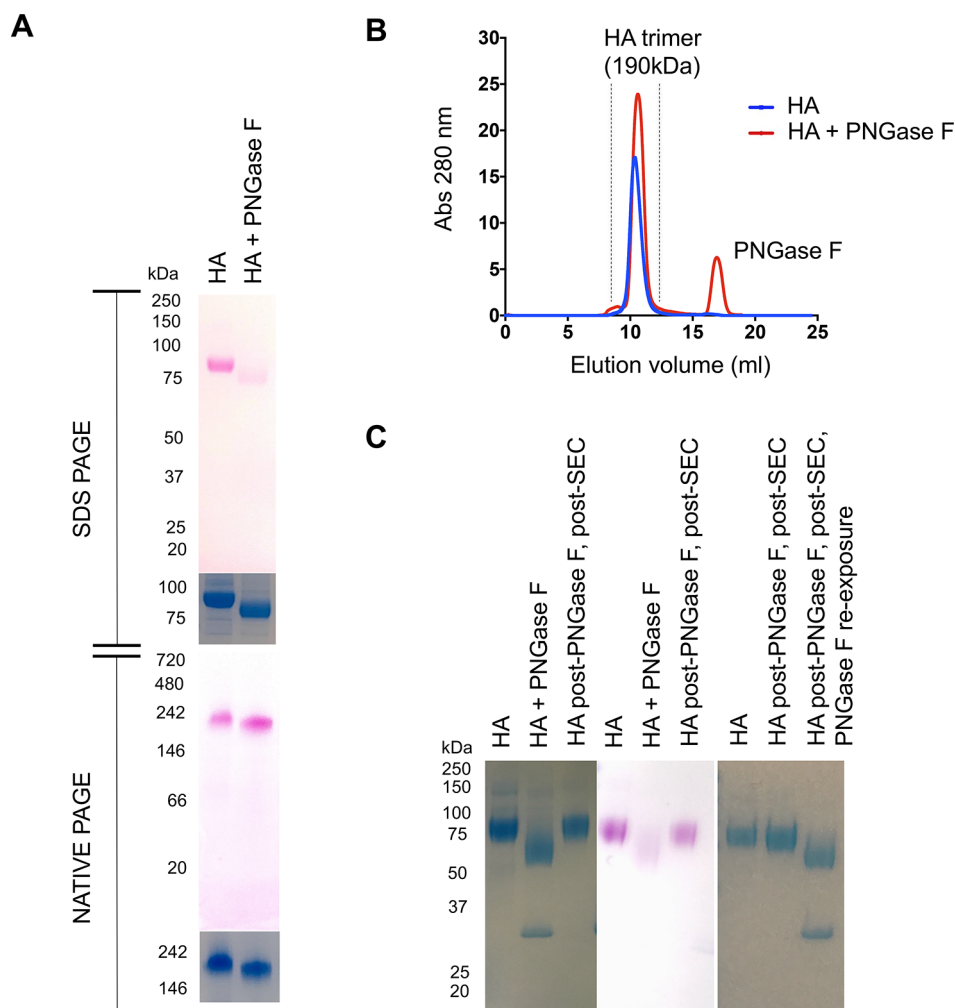 A
HA
HA + PNGase F
kDa
SDS PAGE
250
150
100
75
50
37
25
20
100
75
NATIVE PAGE
720
480
242
146
66
20
242
146
B
HA trimer
(190kDa)
30
25
20
15
10
5
0
Abs 280 nm
HA
HA + PNGase F
PNGase F
0
5
10
15
20
25
Elution volume (ml)
C
HA
HA + PNGase F
HA post-PNGase F, post-SEC
HA
HA + PNGase F
HA post-PNGase F, post-SEC
HA
HA post-PNGase F, post-SEC
HA post-PNGase F, post-SEC,
PNGase F re-exposure
kDa
250
150
100
75
50
37
25
20